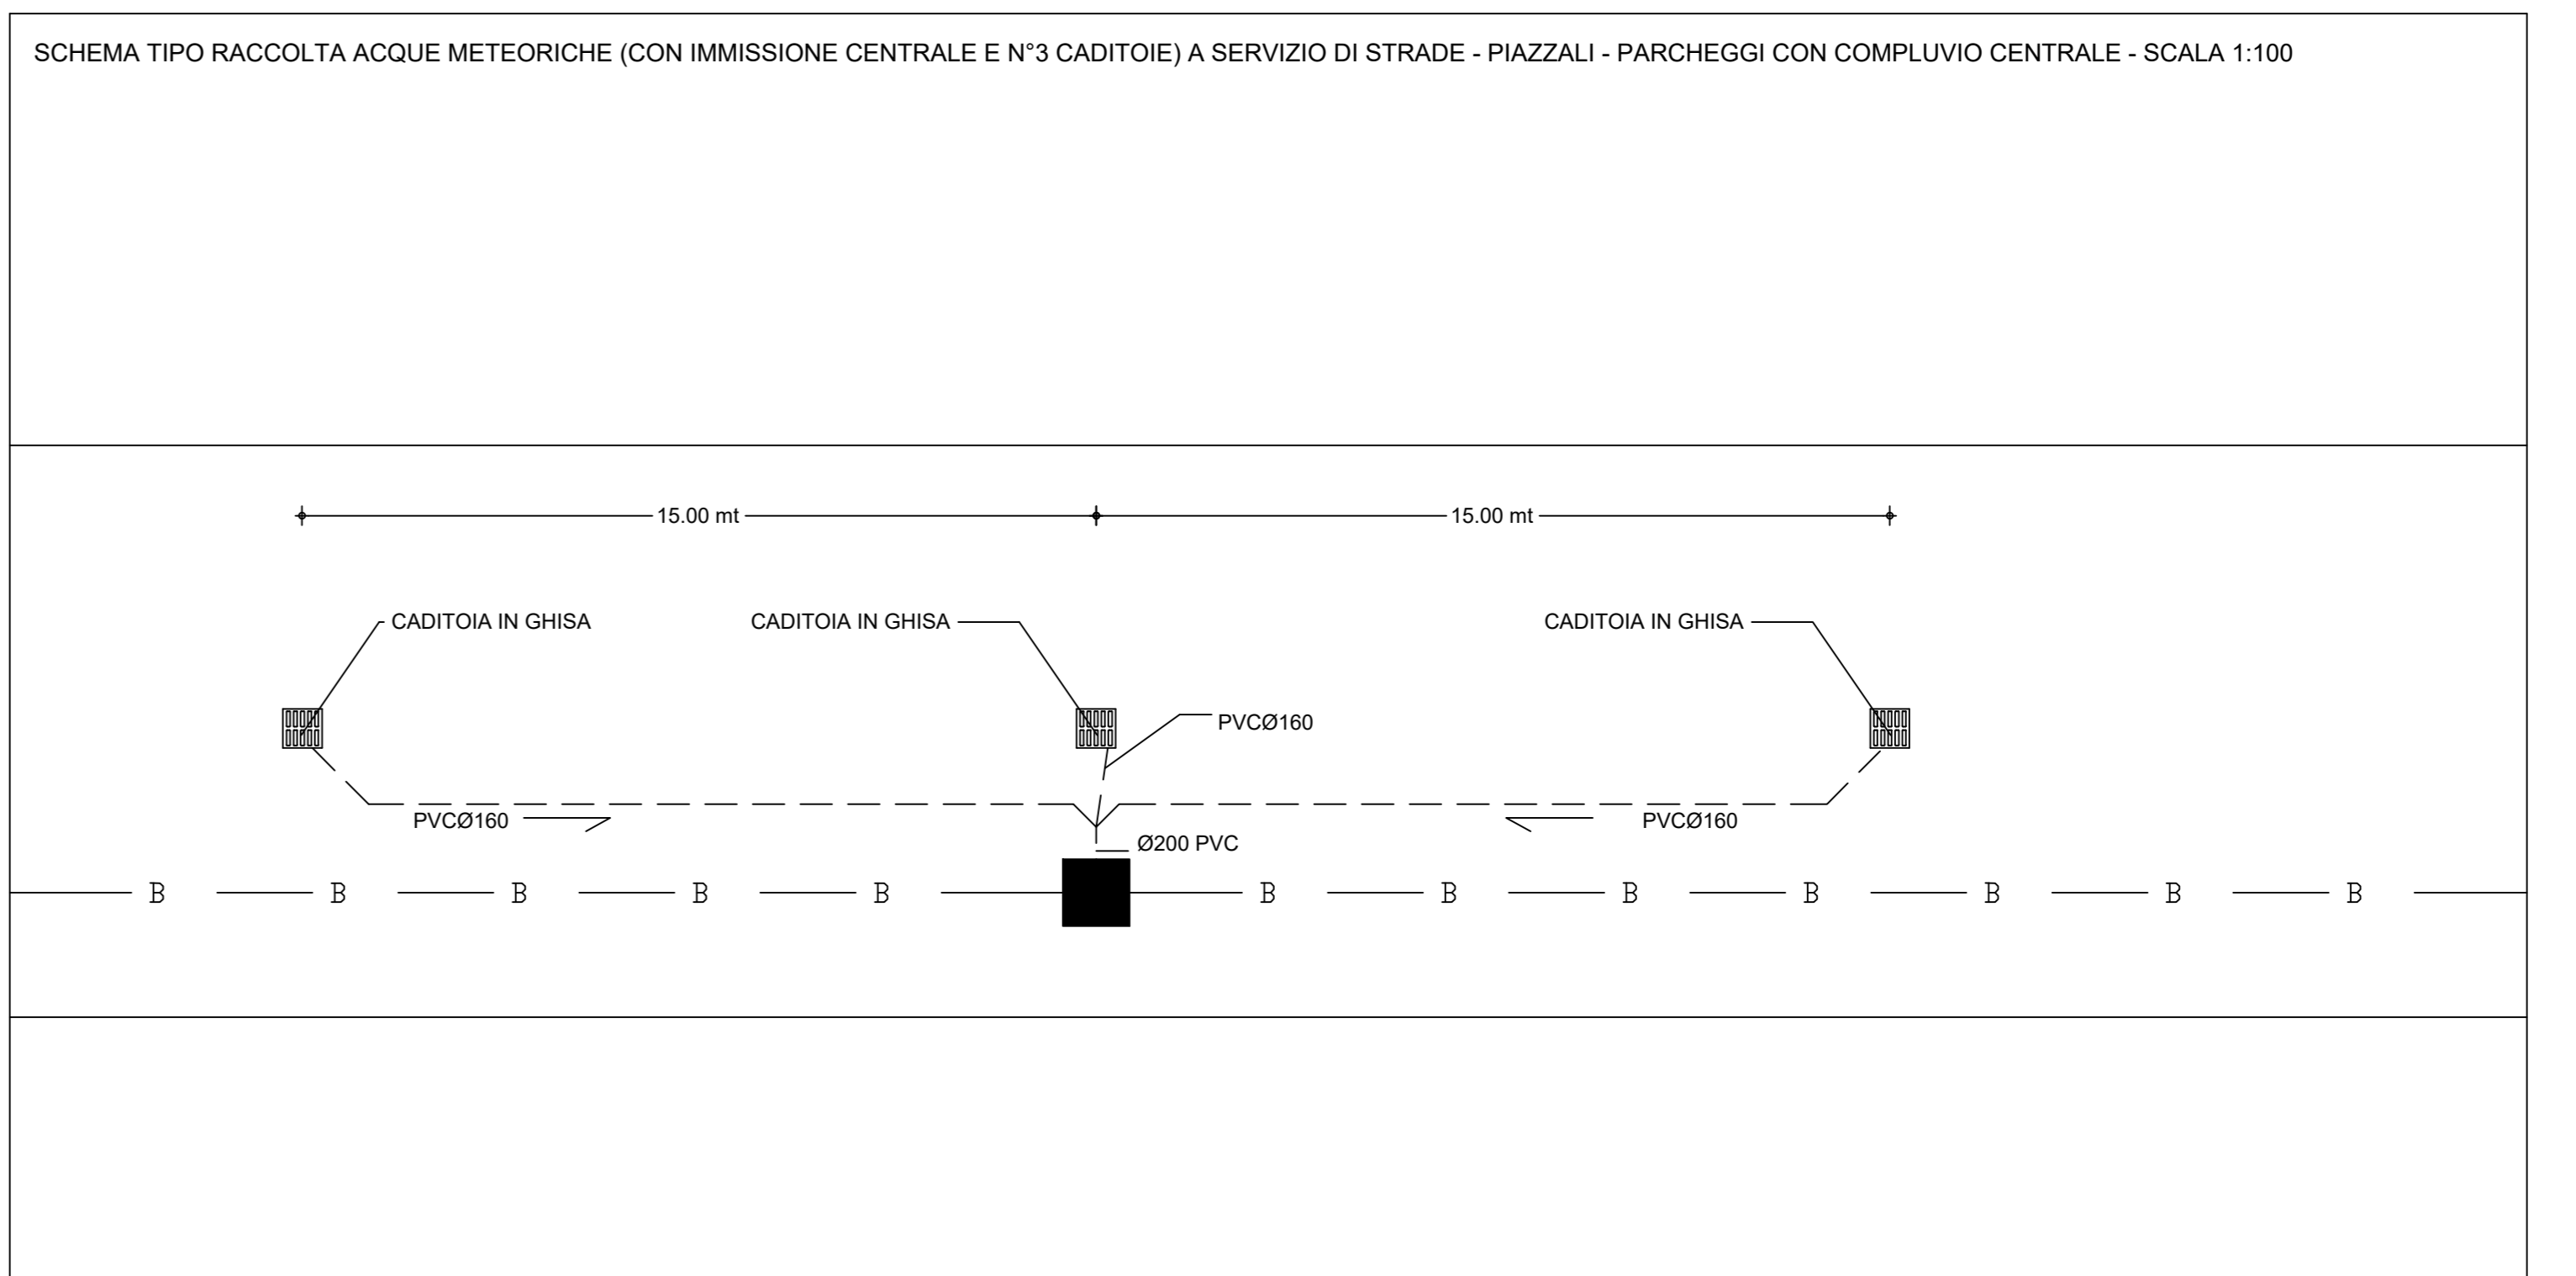 SCHEMA TIPO RACCOLTA ACQUE METEORICHE (CON IMMISSIONE CENTRALE E N°3 CADITOIE) A SERVIZIO DI STRADE - PIAZZALI - PARCHEGGI CON COMPLUVIO CENTRALE - SCALA 1:100
15.00 mt 15.00 mt
CADITOIA IN GHISA CADITOIA IN GHISA CADITOIA IN GHISA
PVCØ160
PVCØ160 PVCØ160
Ø200 PVC
B B B B B B B B B B B B